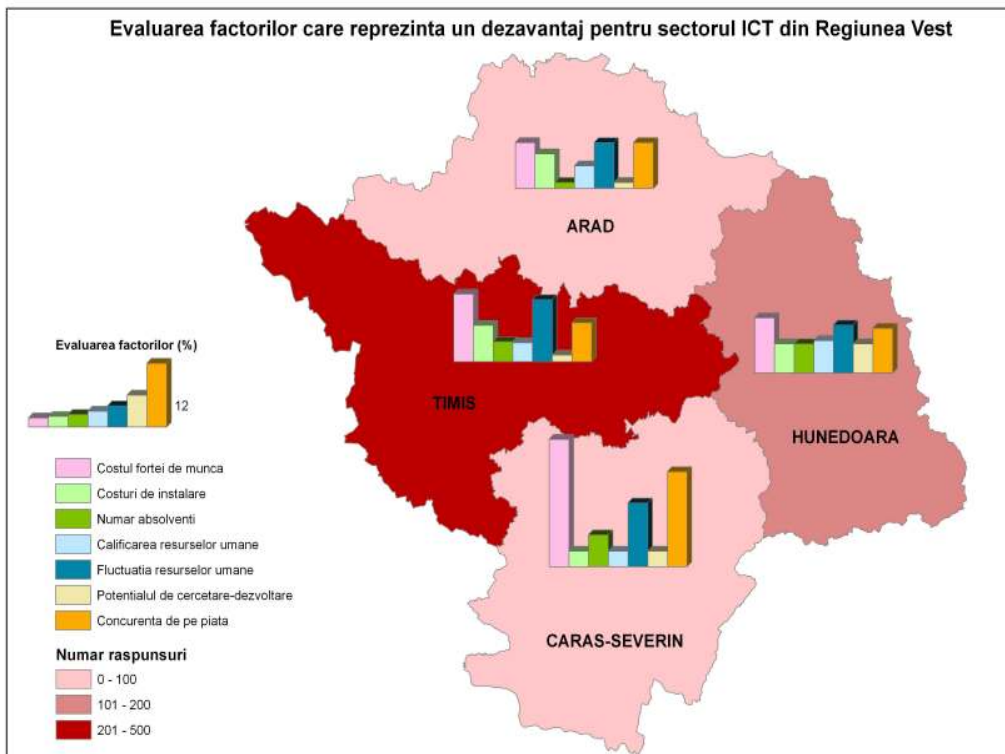 Evaluarea factorilor care reprezinta un dezavantaj pentru sectorul ICT din Regiunea Vest
ARAD
TIMIS
HUNEDOARA
CARAS-SEVERIN
Evaluarea factorilor (%)
12
Costul fortei de munca
Costuri de instalare
Numar absolventi
Calificarea resurselor umane
Fluctuatia resurselor umane
Potentialul de cercetare-dezvoltare
Concurenta de pe piata
Numar raspunsuri
0 - 100
101 - 200
201 - 500